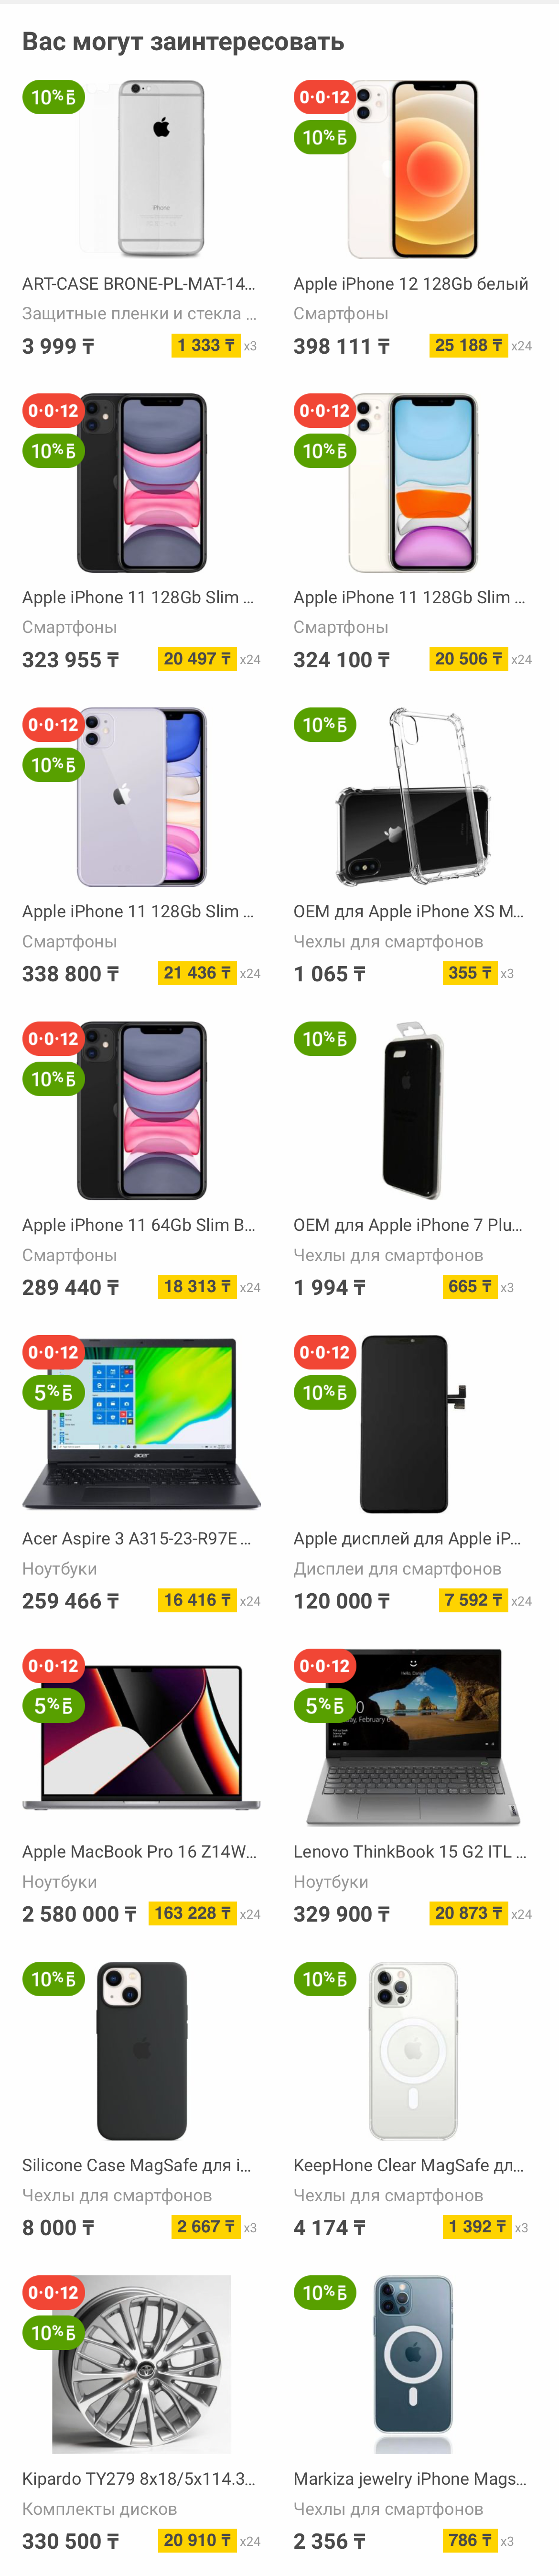 Вас могут заинтересовать
10%Б
0·0·12
10%Б
ART-CASE BRONE-PL-MAT-14...
Apple iPhone 12 128Gb белый
Защитные пленки и стекла ...
Смартфоны
3 999 ₸ 1 333 ₸ x3
398 111 ₸ 25 188 ₸ x24
0·0·12
0·0·12
10%Б
10%Б
Apple iPhone 11 128Gb Slim ...
Apple iPhone 11 128Gb Slim ...
Смартфоны
Смартфоны
323 955 ₸ 20 497 ₸ x24
324 100 ₸ 20 506 ₸ x24
0·0·12
10%Б
10%Б
Apple iPhone 11 128Gb Slim ...
OEM для Apple iPhone XS M...
Смартфоны
Чехлы для смартфонов
338 800 ₸ 21 436 ₸ x24
1 065 ₸ 355 ₸ x3
0·0·12
10%Б
10%Б
Apple iPhone 11 64Gb Slim B...
OEM для Apple iPhone 7 Plu...
Смартфоны
Чехлы для смартфонов
289 440 ₸ 18 313 ₸ x24
1 994 ₸ 665 ₸ x3
0·0·12
0·0·12
5%Б
10%Б
acer
Acer Aspire 3 A315-23-R97E ...
Apple дисплей для Apple iP...
Ноутбуки
Дисплеи для смартфонов
259 466 ₸ 16 416 ₸ x24
120 000 ₸ 7 592 ₸ x24
0·0·12
0·0·12
5%Б
5%Б
Apple MacBook Pro 16 Z14W...
Lenovo ThinkBook 15 G2 ITL ...
Ноутбуки
Ноутбуки
2 580 000 ₸ 163 228 ₸ x24
329 900 ₸ 20 873 ₸ x24
10%Б
10%Б
Silicone Case MagSafe для i...
KeepHone Clear MagSafe дл...
Чехлы для смартфонов
Чехлы для смартфонов
8 000 ₸ 2 667 ₸ x3
4 174 ₸ 1 392 ₸ x3
0·0·12
10%Б
10%Б
Kipardo TY279 8x18/5x114.3...
Markiza jewelry iPhone Mags...
Комплекты дисков
Чехлы для смартфонов
330 500 ₸ 20 910 ₸ x24
2 356 ₸ 786 ₸ x3